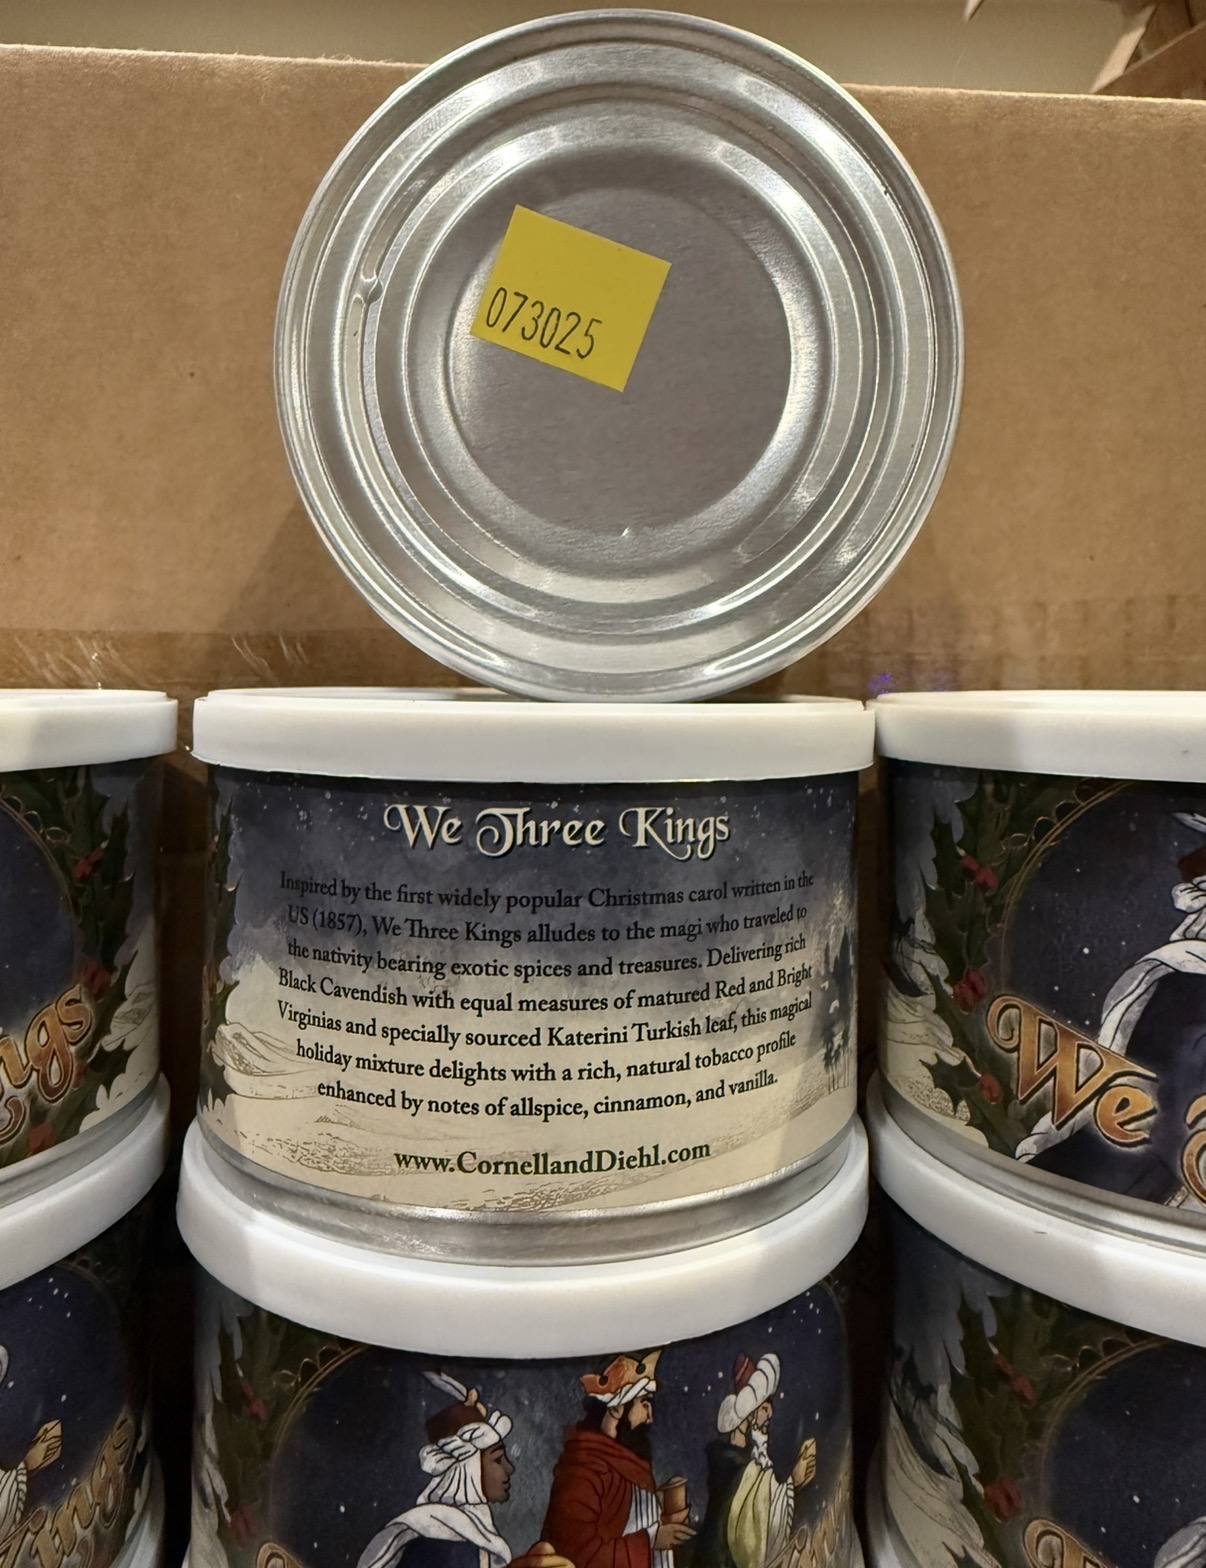 073025
We Three Kings
Inspired by the first widely popular Christmas carol written in the
US (1857), We Three Kings alludes to the magi who traveled to
the nativity bearing exotic spices and treasures. Delivering rich
Black Cavendish with equal measures of matured Red and Bright
Virginias and specially sourced Katerini Turkish leaf, this magical
holiday mixture delights with a rich, natural tobacco profile
enhanced by notes of allspice, cinnamon, and vanilla.
www.CornellandDiehl.com
ngs
We